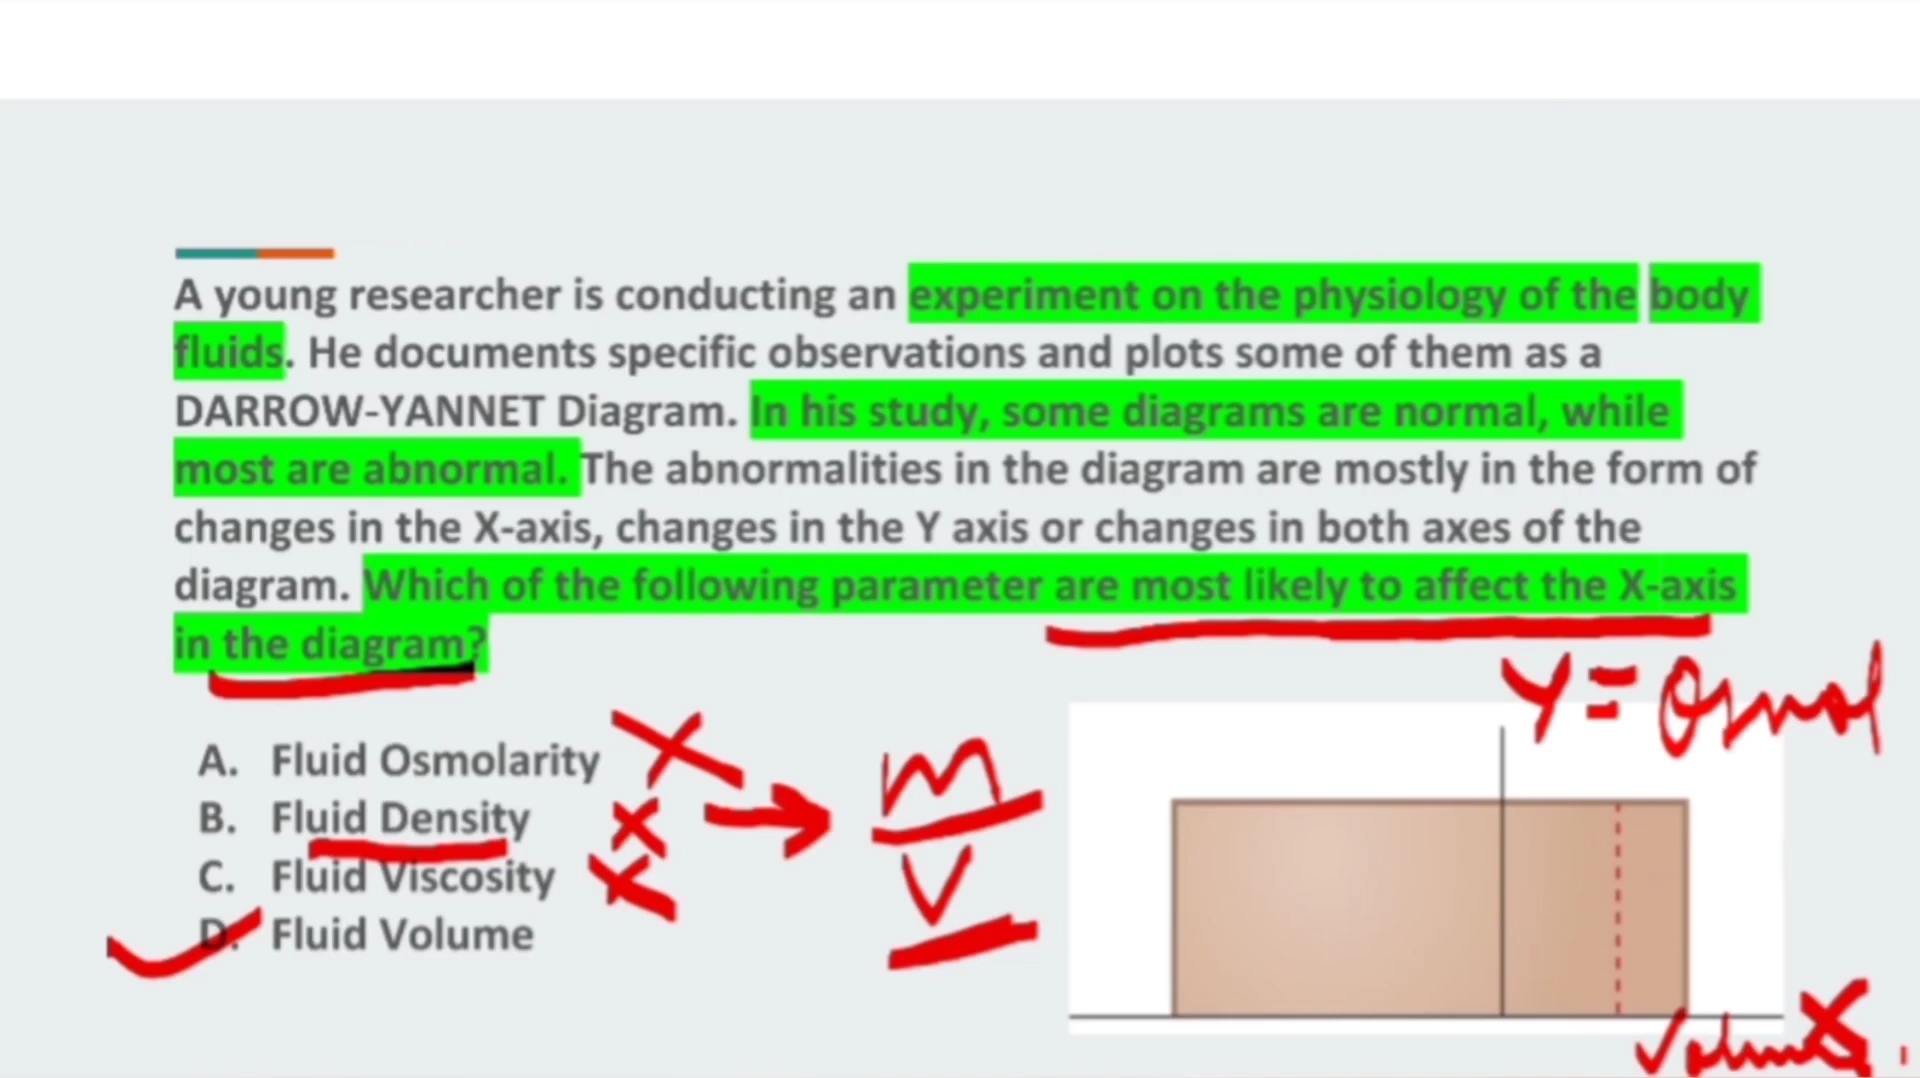 A young researcher is conducting an experiment on the physiology of the body
fluids. He documents specific observations and plots some of them as a
DARROW-YANNET Diagram. In his study, some diagrams are normal, while
most are abnormal. The abnormalities in the diagram are mostly in the form of
changes in the X-axis, changes in the Y axis or changes in both axes of the
diagram. Which of the following parameter are most likely to affect the X-axis
in the diagram?
Y = Osmol
A. Fluid Osmolarity
B. Fluid Density
C. Fluid Viscosity
D. Fluid Volume
m
V
X